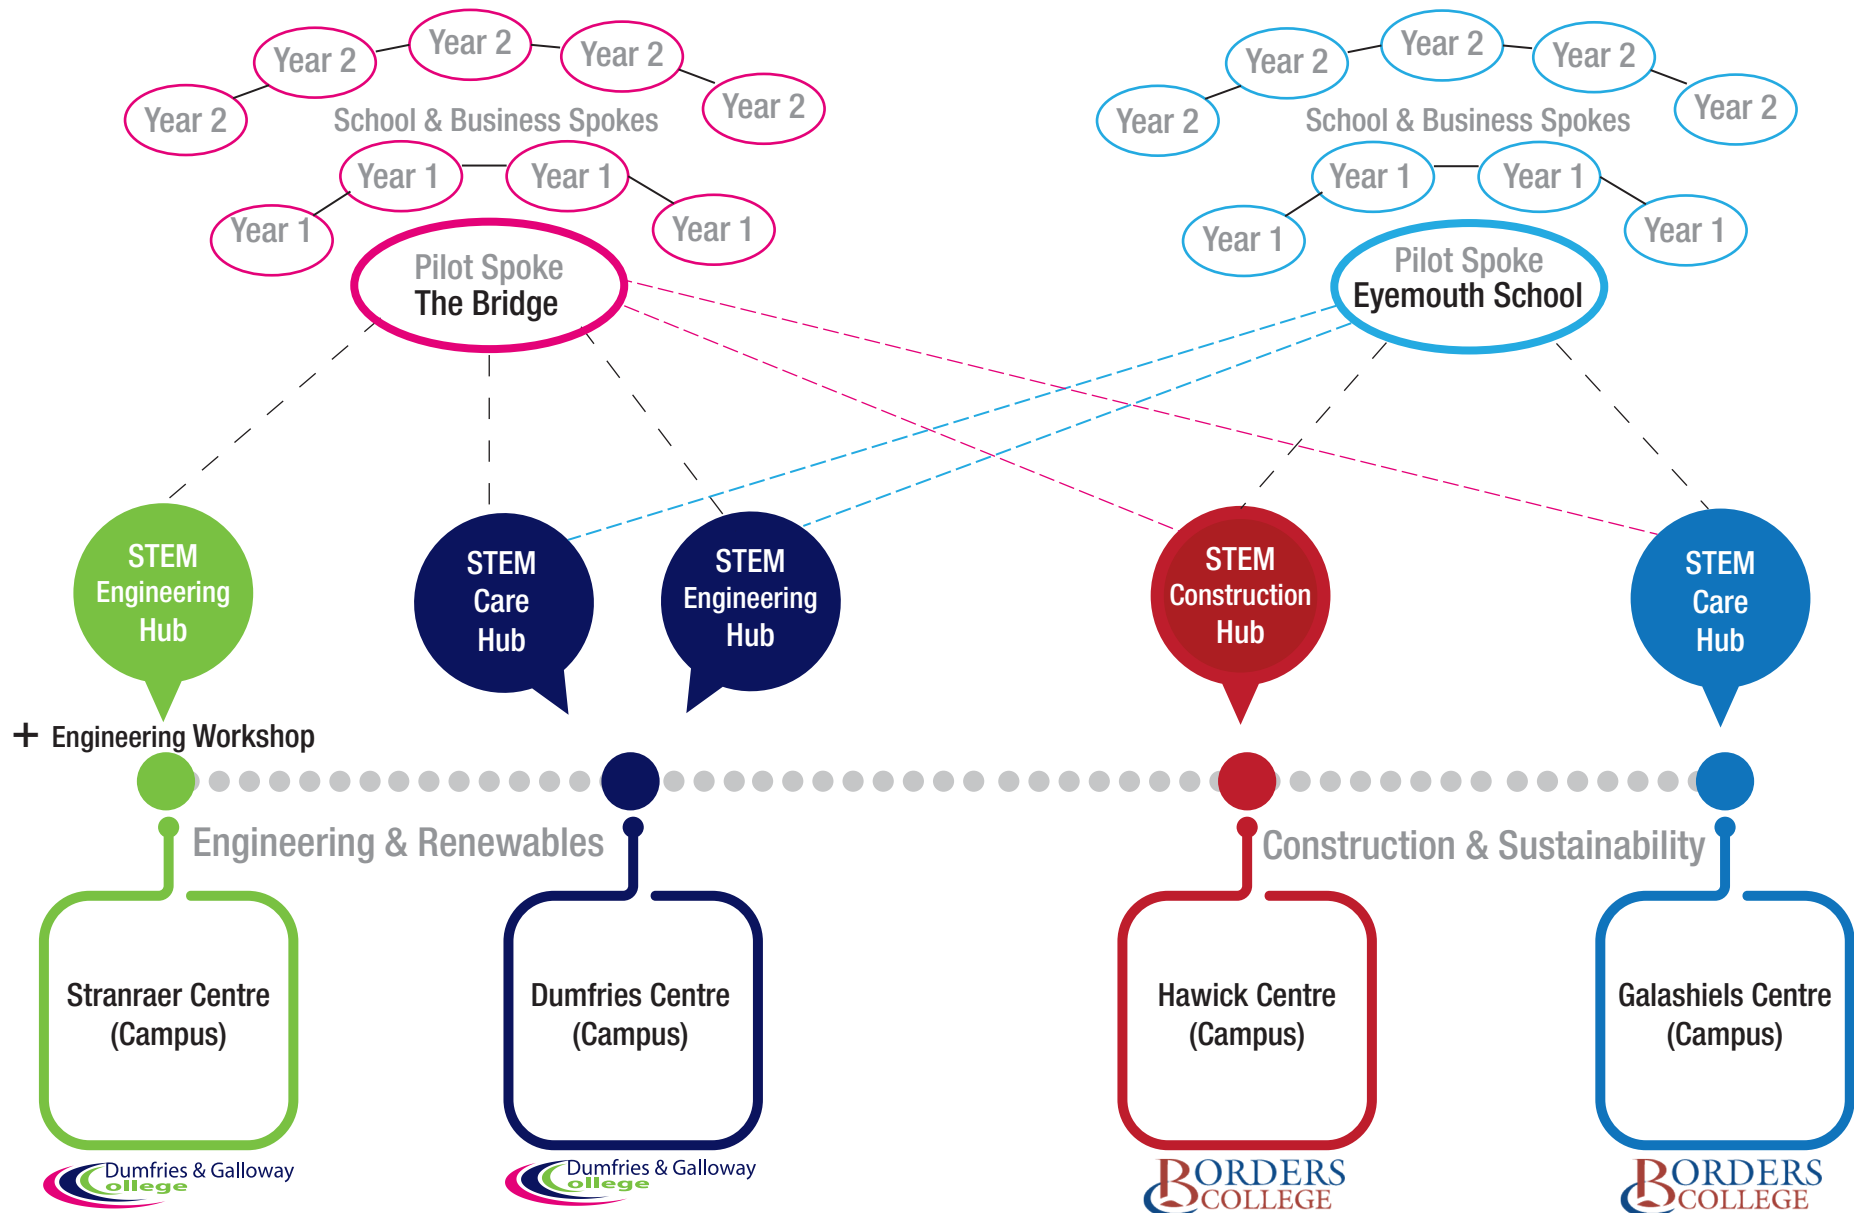 Year 2
Year 2
Year 2
Year 2
Year 2
School & Business Spokes
Year 1
Year 1
Year 1
Year 1
Pilot Spoke
The Bridge
Year 2
Year 2
Year 2
Year 2
Year 2
School & Business Spokes
Year 1
Year 1
Year 1
Year 1
Pilot Spoke
Eyemouth School
STEM
Engineering
Hub
STEM
Care
Hub
STEM
Engineering
Hub
STEM
Construction
Hub
STEM
Care
Hub
+ Engineering Workshop
Engineering & Renewables
Construction & Sustainability
Stranraer Centre
(Campus)
Dumfries Centre
(Campus)
Hawick Centre
(Campus)
Galashiels Centre
(Campus)
Dumfries & Galloway
College
Dumfries & Galloway
College
BORDERS
COLLEGE
BORDERS
COLLEGE